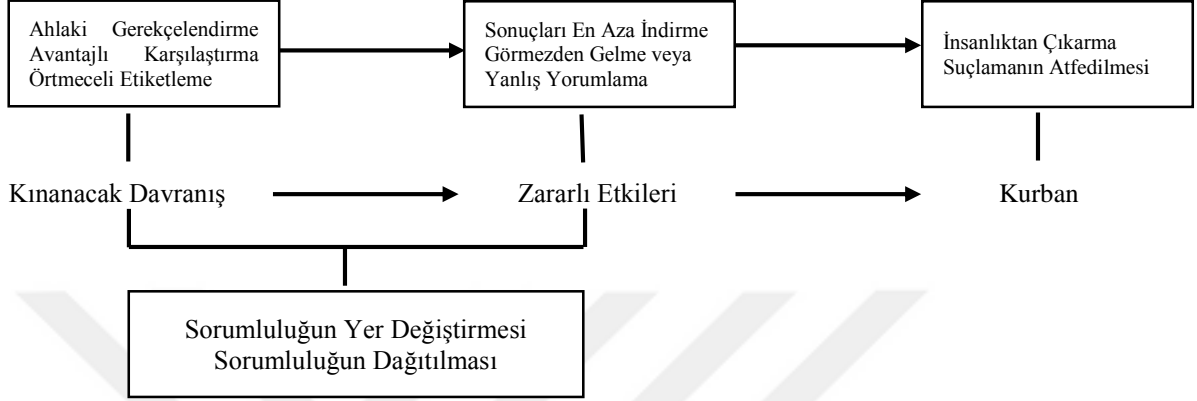 Ahlaki Gerekçelendirme
Avantajlı Karşılaştırma
Örtmeceli Etiketleme
Sonuçları En Aza İndirme
Görmezden Gelme veya
Yanlış Yorumlama
İnsanlıktan Çıkarma
Suçlamanın Atfedilmesi
Kınanacak Davranış
Zararlı Etkileri
Kurban
Sorumluluğun Yer Değiştirmesi
Sorumluluğun Dağıtılması